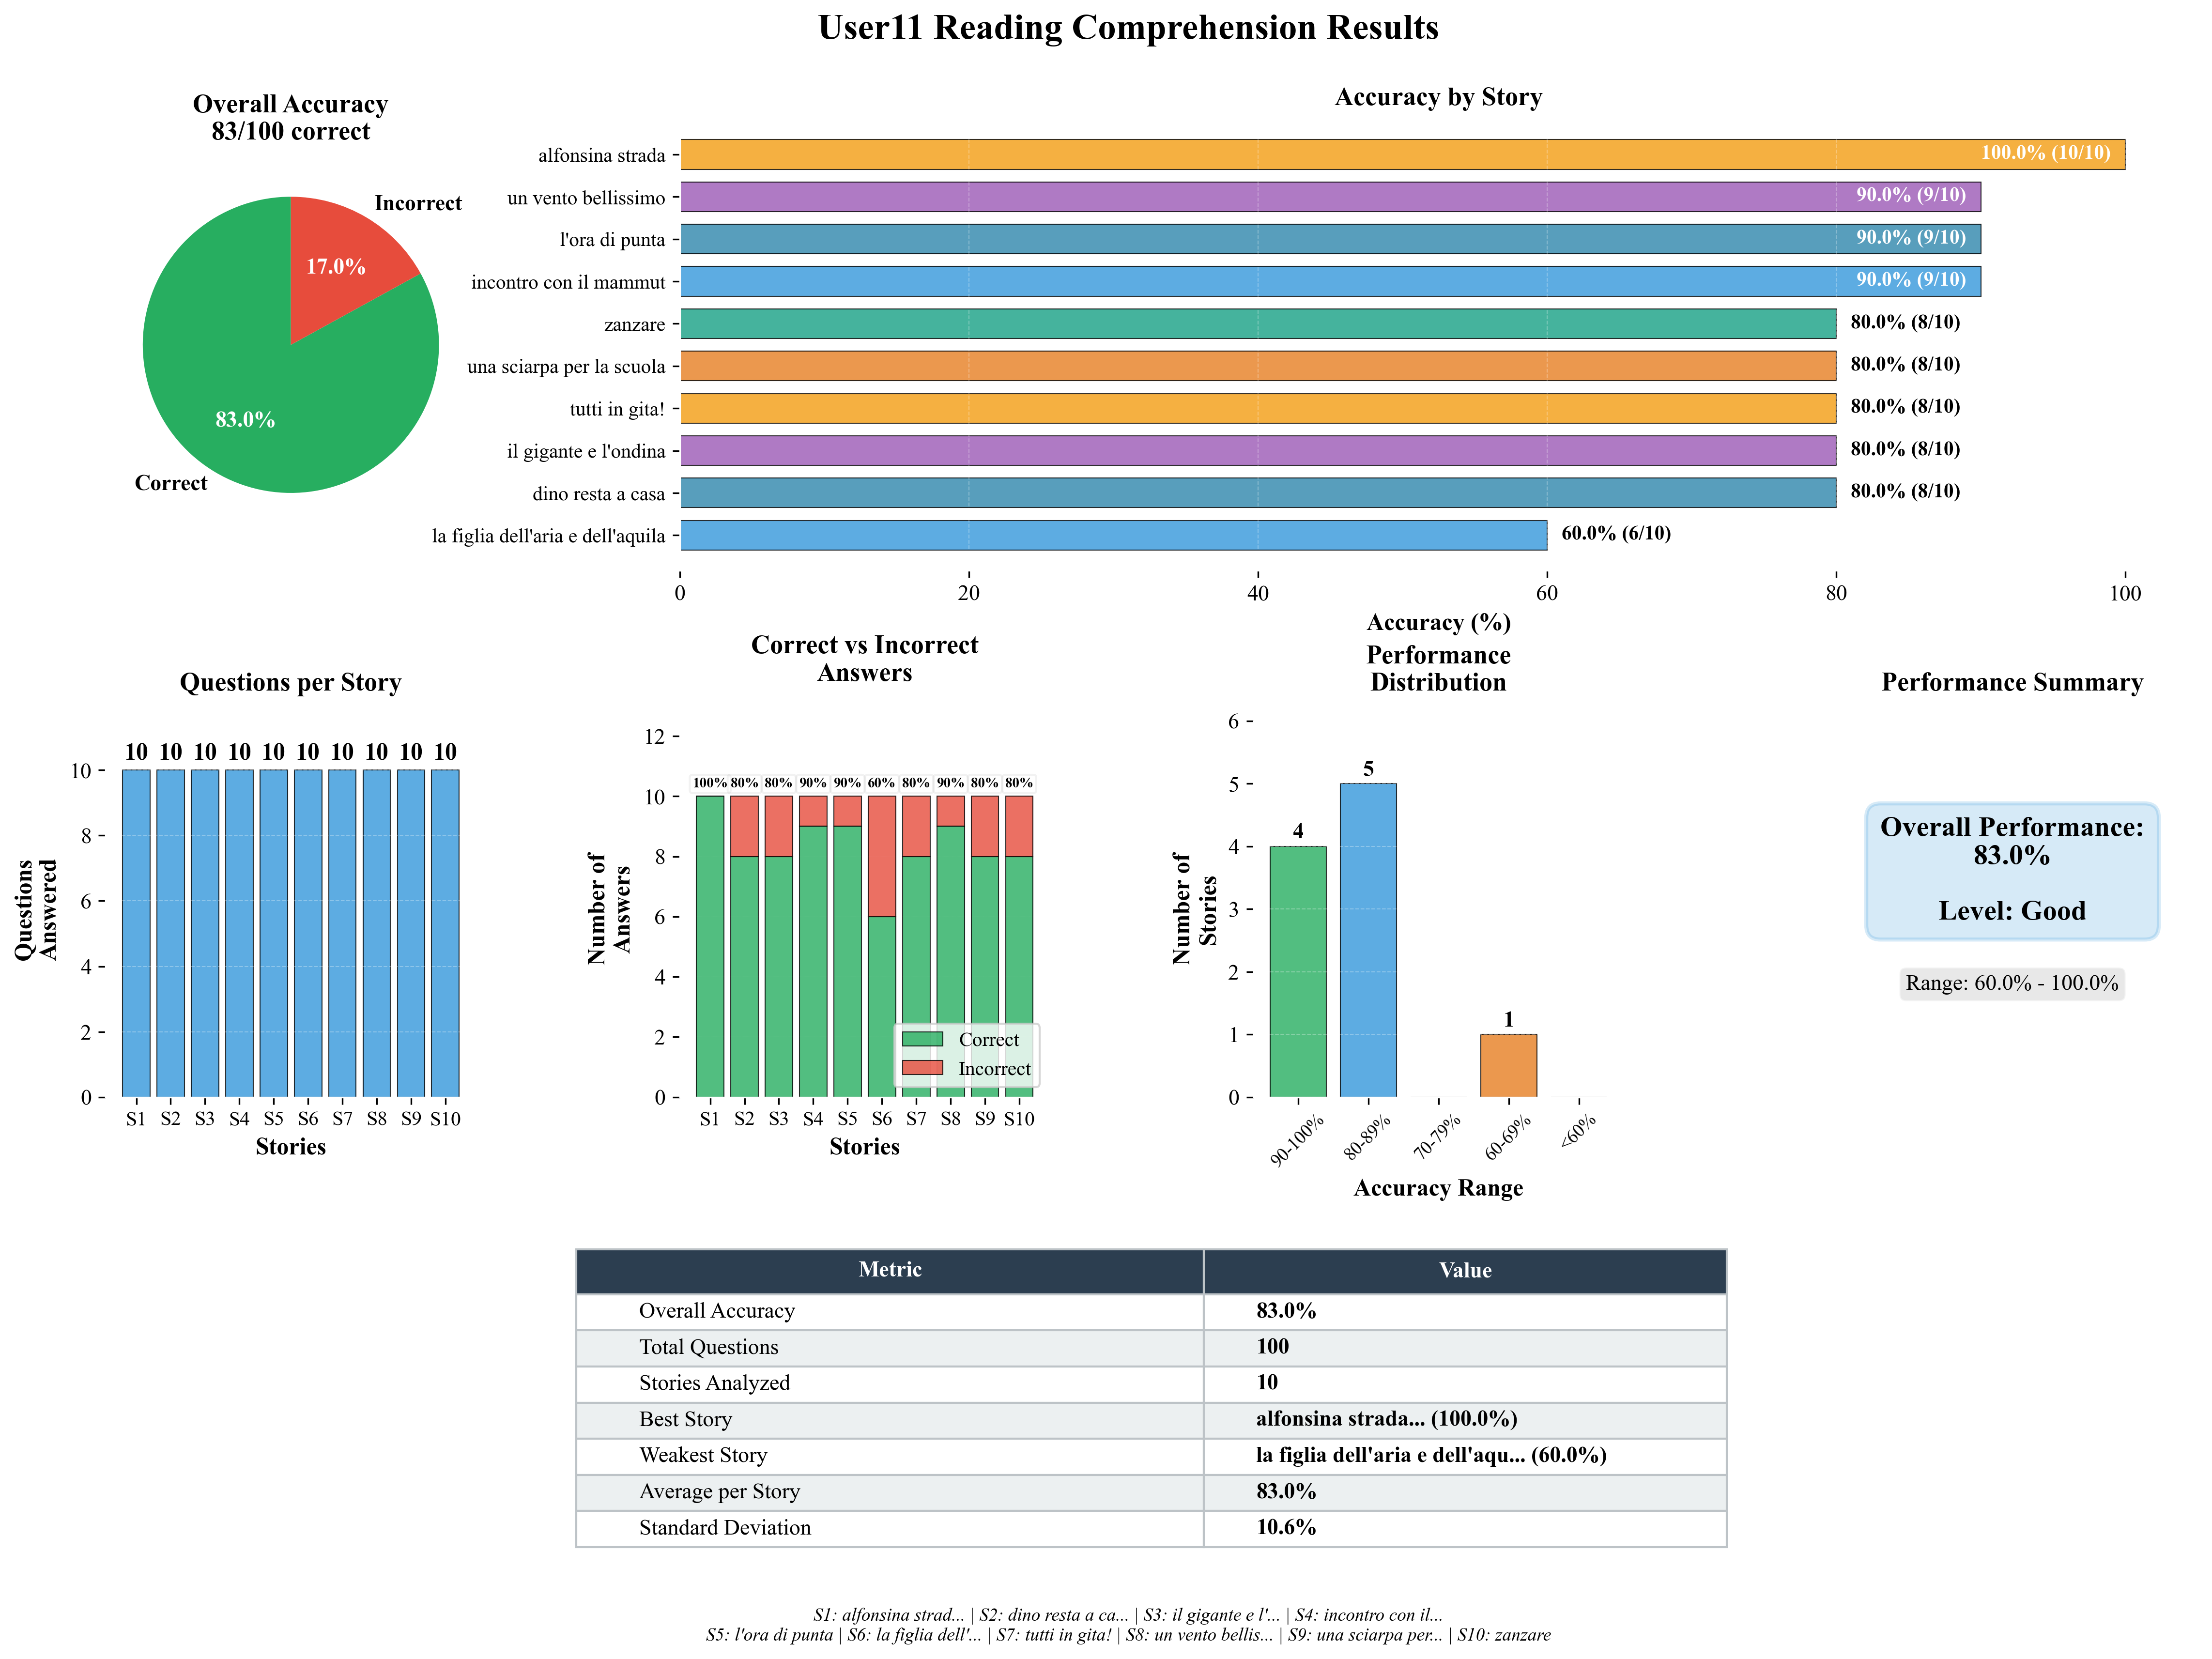 User11 Reading Comprehension Results
Overall Accuracy
83/100 correct
Incorrect
17.0%
83.0%
Correct
Accuracy by Story
alfonsina strada
100.0% (10/10)
un vento bellissimo
90.0% (9/10)
l'ora di punta
90.0% (9/10)
incontro con il mammut
90.0% (9/10)
zanzare
80.0% (8/10)
una sciarpa per la scuola
80.0% (8/10)
tutti in gita!
80.0% (8/10)
il gigante e l'ondina
80.0% (8/10)
dino resta a casa
80.0% (8/10)
la figlia dell'aria e dell'aquila
60.0% (6/10)
0 20 40 60 80 100
Accuracy (%)
Questions per Story
10 10 10 10 10 10 10 10 10 10
10
8
6
4
2
0
Questions
Answered
S1 S2 S3 S4 S5 S6 S7 S8 S9 S10
Stories
Correct vs Incorrect
Answers
12
10
8
6
4
2
0
Number of
Answers
100% 80% 80% 90% 90% 60% 80% 90% 80% 80%
Correct
Incorrect
S1 S2 S3 S4 S5 S6 S7 S8 S9 S10
Stories
Performance
Distribution
6
5
4
3
2
1
0
Number of
Stories
4
5
1
90-100%
80-89%
70-79%
60-69%
<60%
Accuracy Range
Performance Summary
Overall Performance:
83.0%
Level: Good
Range: 60.0% - 100.0%
Metric Value
Overall Accuracy 83.0%
Total Questions 100
Stories Analyzed 10
Best Story alfonsina strada... (100.0%)
Weakest Story la figlia dell'aria e dell'aqu... (60.0%)
Average per Story 83.0%
Standard Deviation 10.6%
S1: alfonsina strad... | S2: dino resta a ca... | S3: il gigante e l'... | S4: incontro con il...
S5: l'ora di punta | S6: la figlia dell'... | S7: tutti in gita! | S8: un vento bellis... | S9: una sciarpa per... | S10: zanzare